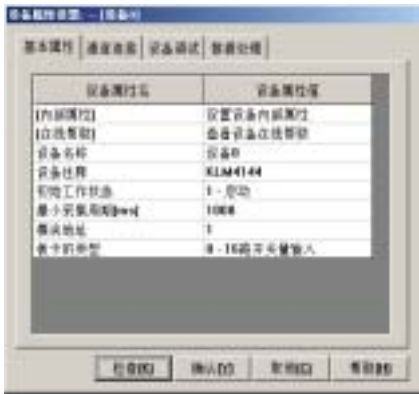 设备属性设置: -- [设备0]
基本属性 通道连接 设备调试 数据处理
设备属性名 设备属性值
[内部属性] 设置设备内部属性
[在线帮助] 查看设备在线帮助
设备名称 设备0
设备注释 KLM4144
初始工作状态 1 - 启动
最小采集周期[ms] 1000
模块地址 1
 0 - 16路开关量输入
检查(K) 确认(Y) 取消(C) 帮助(H)